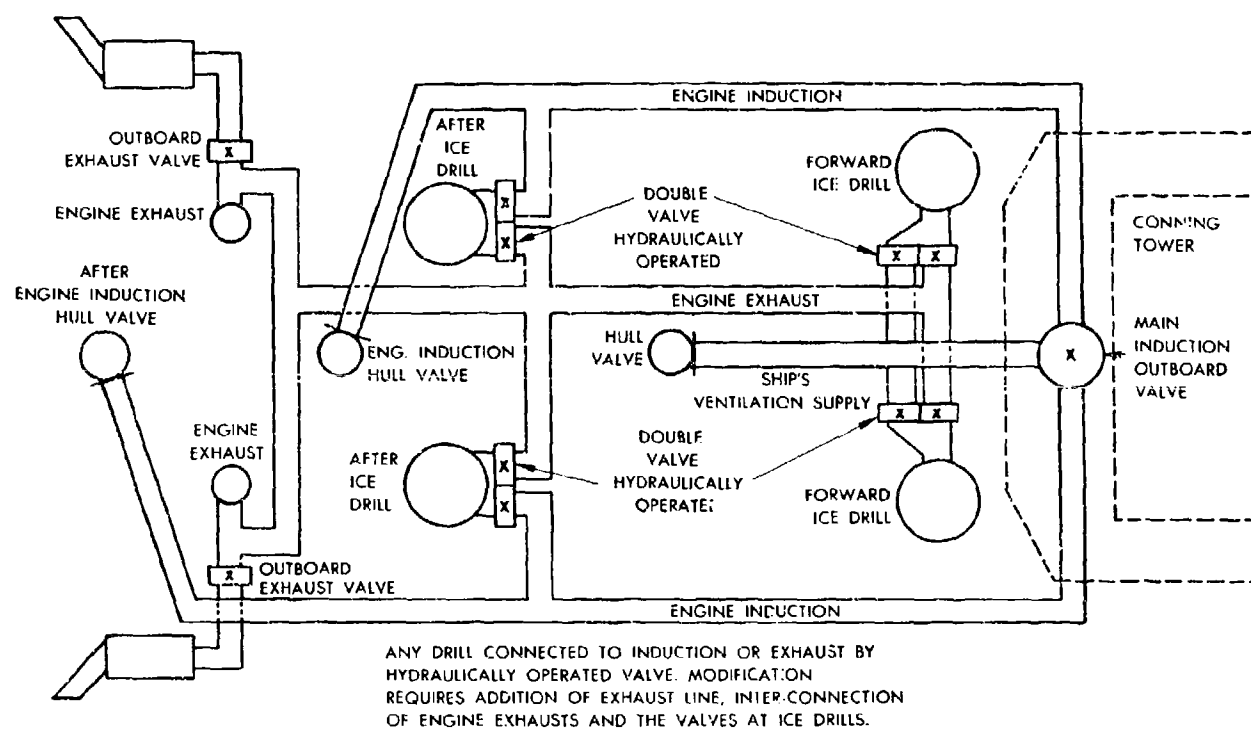 ENGINE INDUCTION
AFTER
ICE
DRILL
OUTBOARD
EXHAUST VALVE
X
FORWARD
ICE DRILL
DOUBLE
VALVE
HYDRAULICALLY
OPERATED
X
X
ENGINE EXHAUST
CONNING
TOWER
X
X
AFTER
ENGINE INDUCTION
HULL VALVE
ENGINE EXHAUST
HULL
VALVE
ENG. INDUCTION
HULL VALVE
X
MAIN
INDUCTION
OUTBOARD
VALVE
SHIP'S
VENTILATION SUPPLY
X
X
ENGINE
EXHAUST
AFTER
ICE
DRILL
X
X
DOUBLE
VALVE
HYDRAULICALLY
OPERATED
FORWARD
ICE DRILL
X
OUTBOARD
EXHAUST VALVE
ENGINE INDUCTION
ANY DRILL CONNECTED TO INDUCTION OR EXHAUST BY
HYDRAULICALLY OPERATED VALVE. MODIFICATION
REQUIRES ADDITION OF EXHAUST LINE, INTER-CONNECTION
OF ENGINE EXHAUSTS AND THE VALVES AT ICE DRILLS.